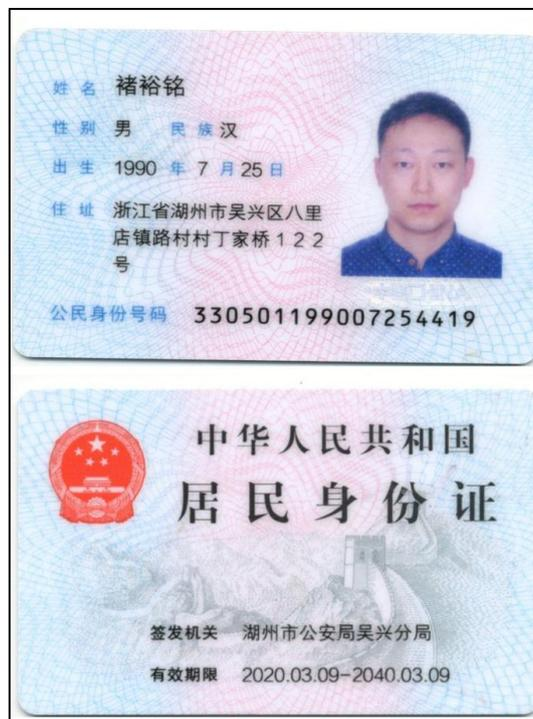 姓名 褚裕铭
性别 男 民族 汉
出生 1990 年 7 月 25 日
住址 浙江省湖州市吴兴区八里
店镇路村村丁家桥122
号
公民身份号码 330501199007254419
中华人民共和国
居民身份证
签发机关 湖州市公安局吴兴分局
有效期限 2020.03.09-2040.03.09